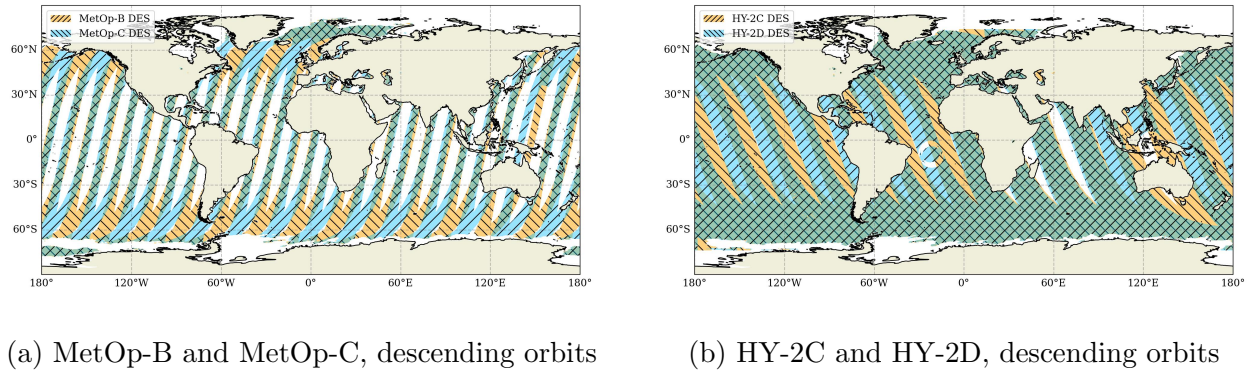 MetOp-B DES
MetOp-C DES
60°N
30°N
0°
30°S
60°S
180°
120°W
60°W
0°
60°E
120°E
180°
(a) MetOp-B and MetOp-C, descending orbits
HY-2C DES
HY-2D DES
60°N
30°N
0°
30°S
60°S
180°
120°W
60°W
0°
60°E
120°E
180°
(b) HY-2C and HY-2D, descending orbits